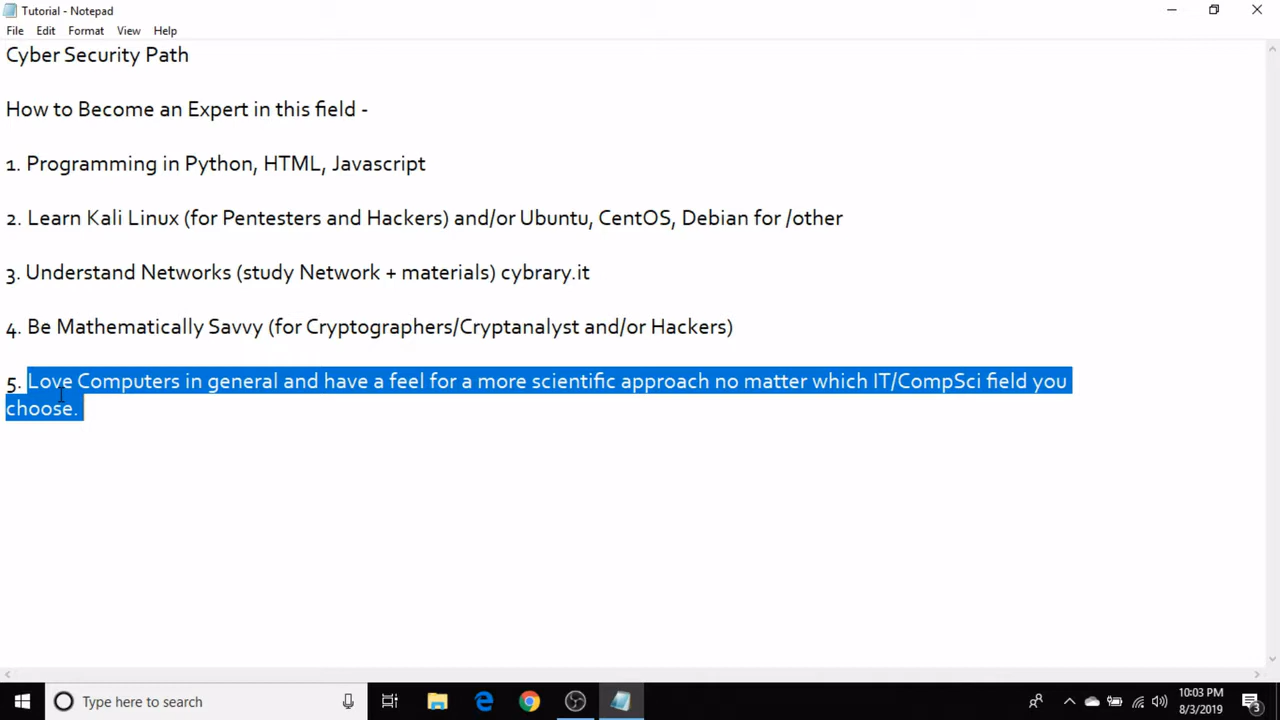 Tutorial - Notepad
File Edit Format View Help
Cyber Security Path
How to Become an Expert in this field -
1. Programming in Python, HTML, Javascript
2. Learn Kali Linux (for Pentesters and Hackers) and/or Ubuntu, CentOS, Debian for /other
3. Understand Networks (study Network + materials) cybrary.it
4. Be Mathematically Savvy (for Cryptographers/Cryptanalyst and/or Hackers)
5. Love Computers in general and have a feel for a more scientific approach no matter which IT/CompSci field you
choose.
Type here to search
10:03 PM
8/3/2019
3